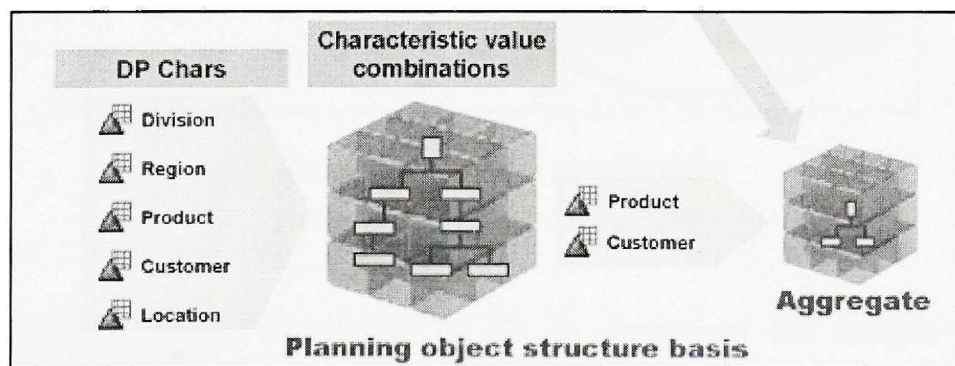 DP Chars
Division
Region
Product
Customer
Location
Characteristic value
combinations
Planning object structure basis
Product
Customer
Aggregate